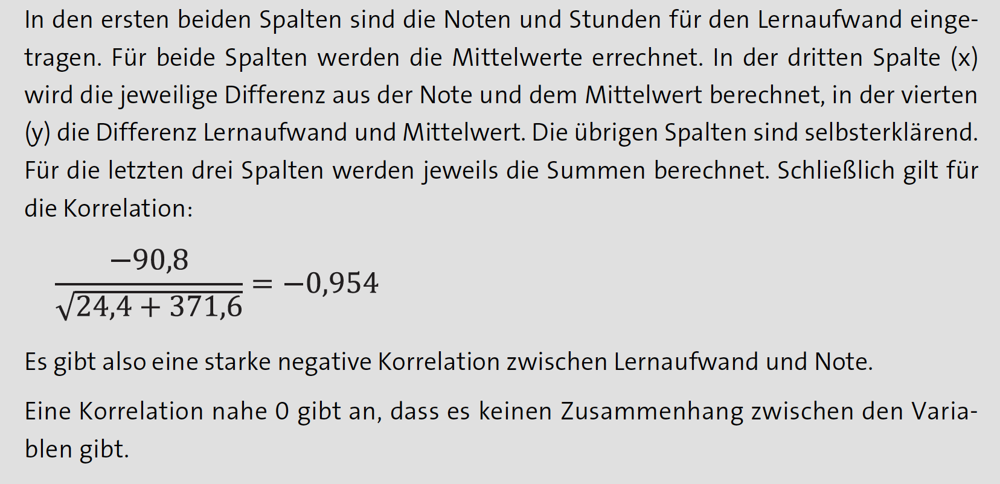 In den ersten beiden Spalten sind die Noten und Stunden für den Lernaufwand einge-
tragen. Für beide Spalten werden die Mittelwerte errechnet. In der dritten Spalte (x)
wird die jeweilige Differenz aus der Note und dem Mittelwert berechnet, in der vierten
(y) die Differenz Lernaufwand und Mittelwert. Die übrigen Spalten sind selbsterklärend.
Für die letzten drei Spalten werden jeweils die Summen berechnet. Schließlich gilt für
die Korrelation:
−90,8
√24,4 + 371,6 = −0,954
Es gibt also eine starke negative Korrelation zwischen Lernaufwand und Note.
Eine Korrelation nahe 0 gibt an, dass es keinen Zusammenhang zwischen den Varia-
blen gibt.